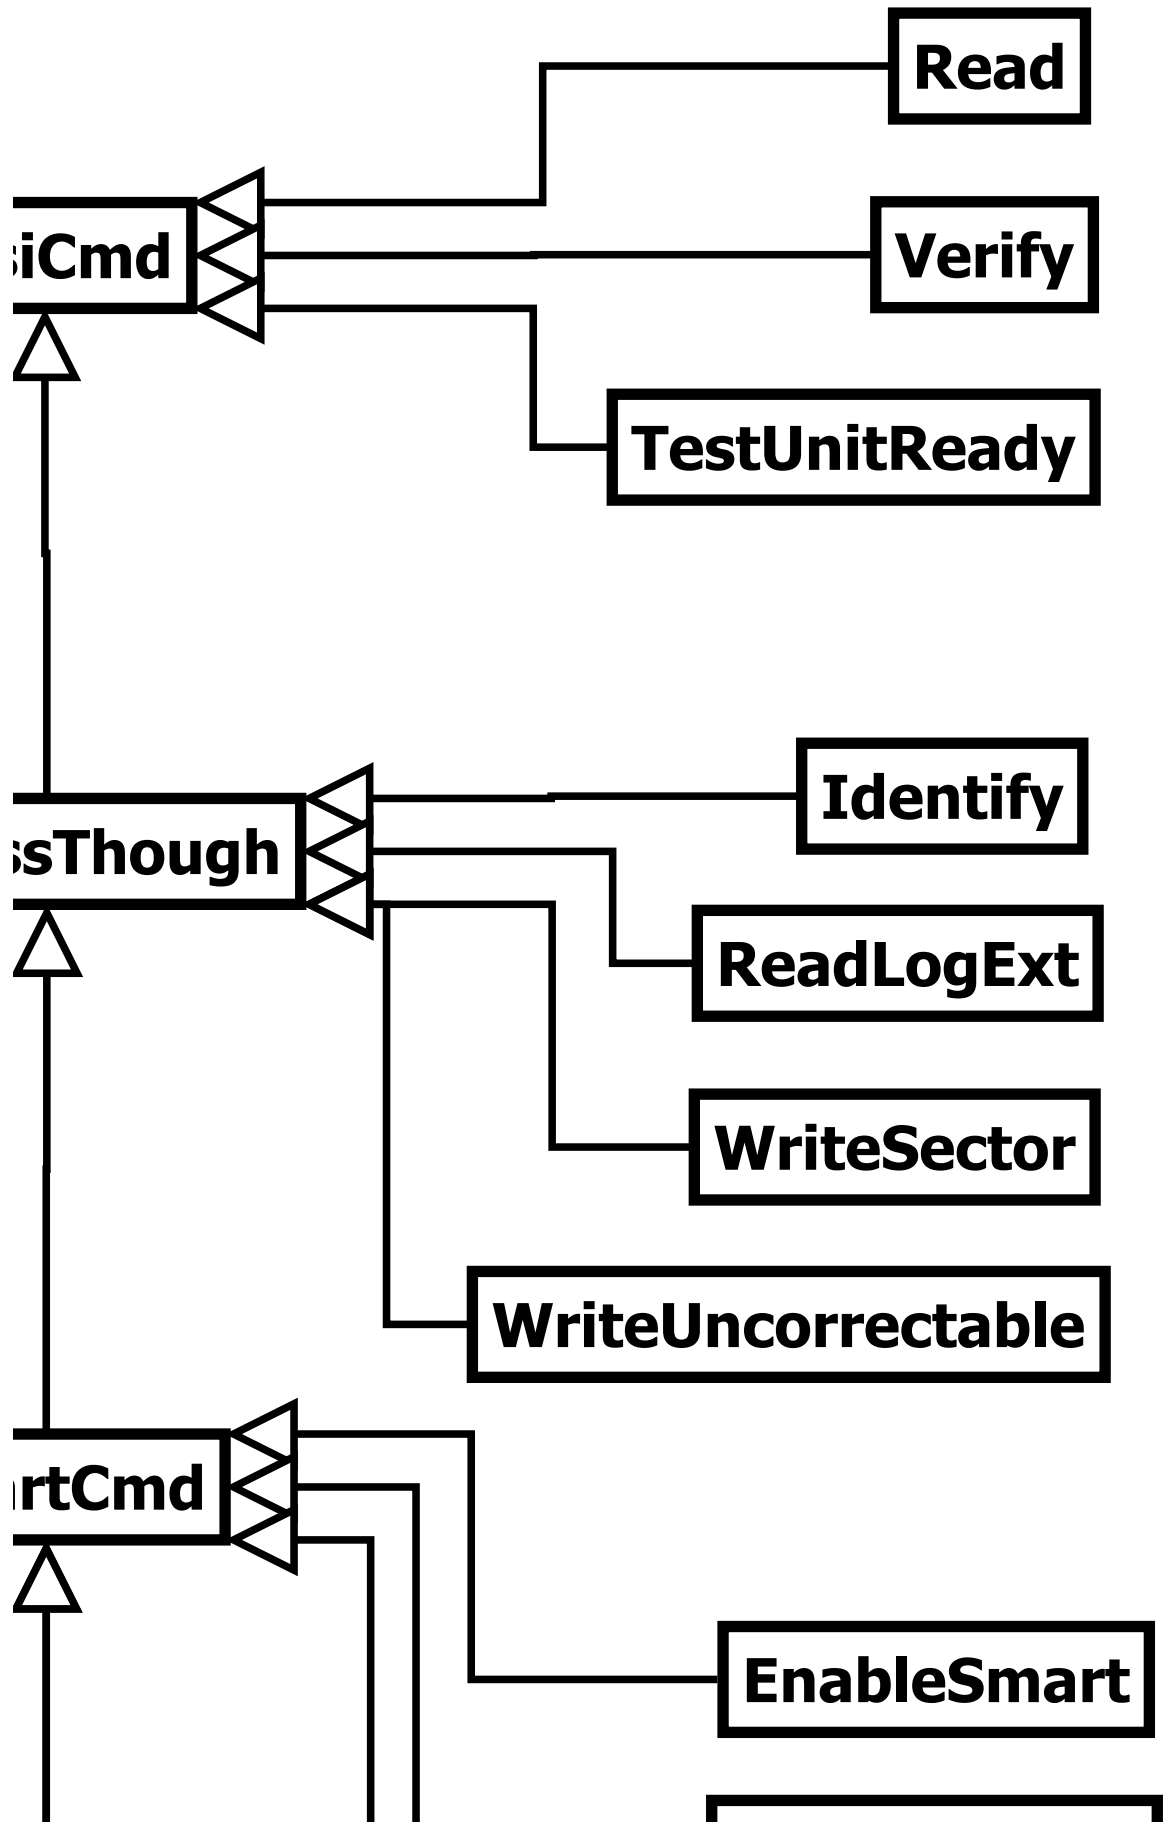 Read
siCmd
Verify
TestUnitReady
Identify
ssThough
ReadLogExt
WriteSector
WriteUncorrectable
rtCmd
EnableSmart